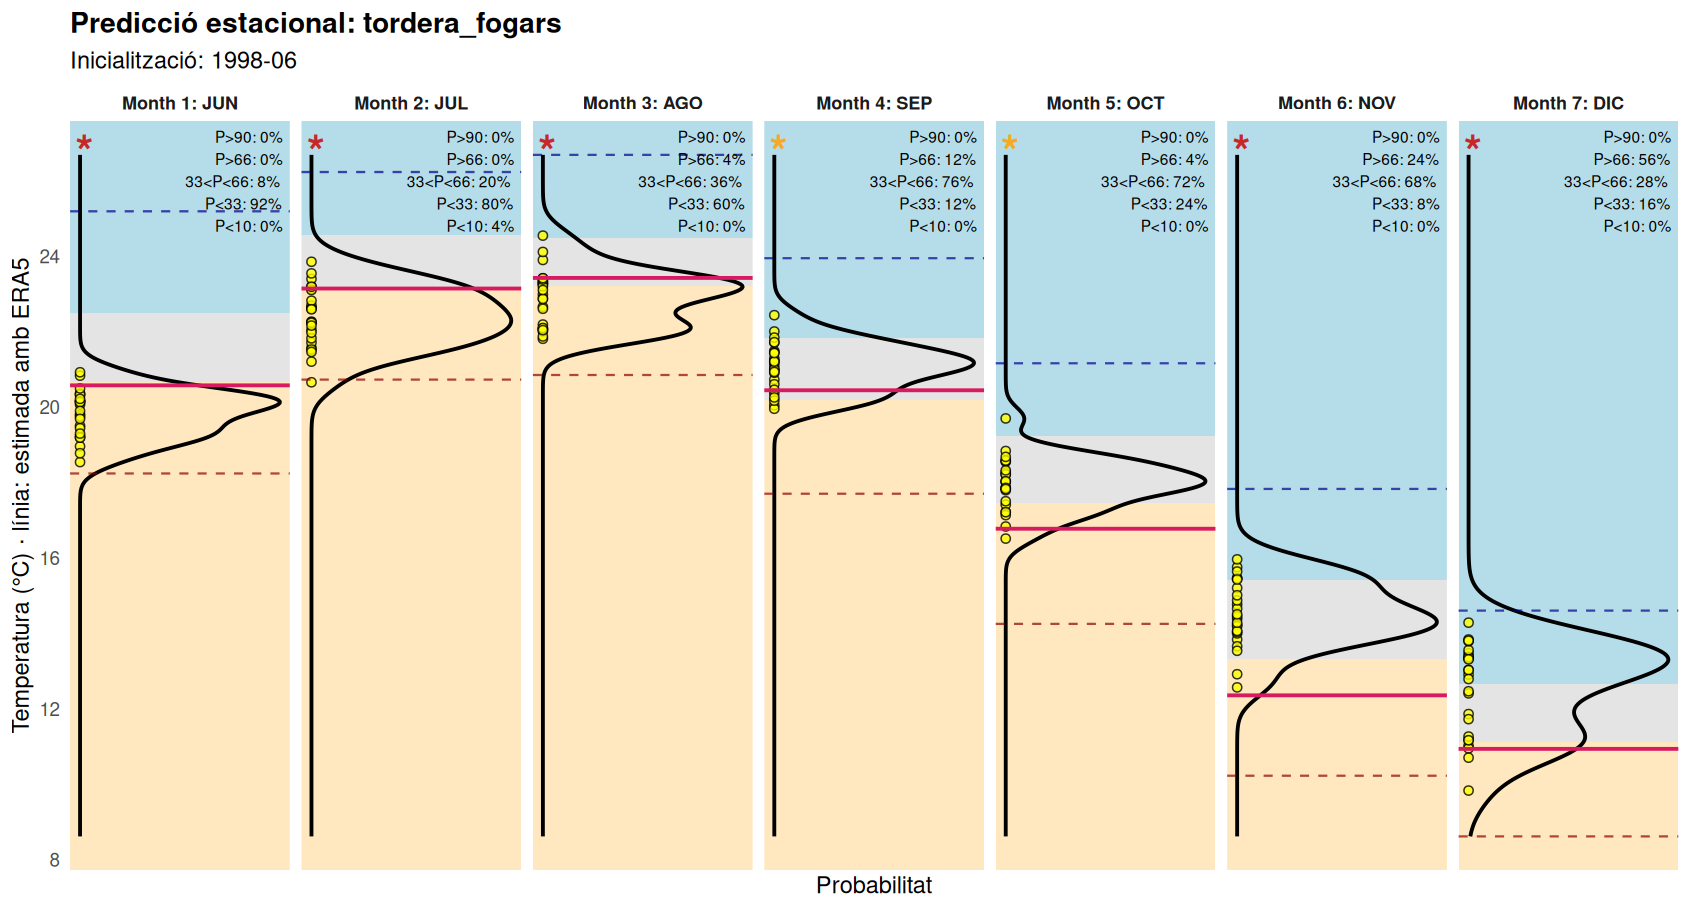 Predicció estacional: tordera_fogars
Inicialització: 1998-06
Month 1: JUN
P>90: 0%
P>66: 0%
33<P<66: 8%
P<33: 92%
P<10: 0%
Month 2: JUL
P>90: 0%
P>66: 0%
33<P<66: 20%
P<33: 80%
P<10: 4%
Month 3: AGO
P>90: 0%
P>66: 4%
33<P<66: 36%
P<33: 60%
P<10: 0%
Month 4: SEP
P>90: 0%
P>66: 12%
33<P<66: 76%
P<33: 12%
P<10: 0%
Month 5: OCT
P>90: 0%
P>66: 4%
33<P<66: 72%
P<33: 24%
P<10: 0%
Month 6: NOV
P>90: 0%
P>66: 24%
33<P<66: 68%
P<33: 8%
P<10: 0%
Month 7: DIC
P>90: 0%
P>66: 56%
33<P<66: 28%
P<33: 16%
P<10: 0%
24
20
16
12
8
Temperatura (°C) · línia: estimada amb ERA5
Probabilitat